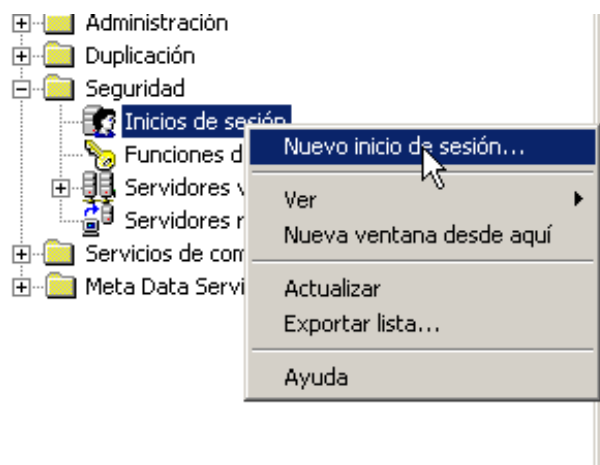 Administración
Duplicación
Seguridad
Inicios de sesión
Funciones d
Servidores v
Servidores r
Servicios de com
Meta Data Servi
Nuevo inicio de sesión...
Ver
Nueva ventana desde aquí
Actualizar
Exportar lista...
Ayuda